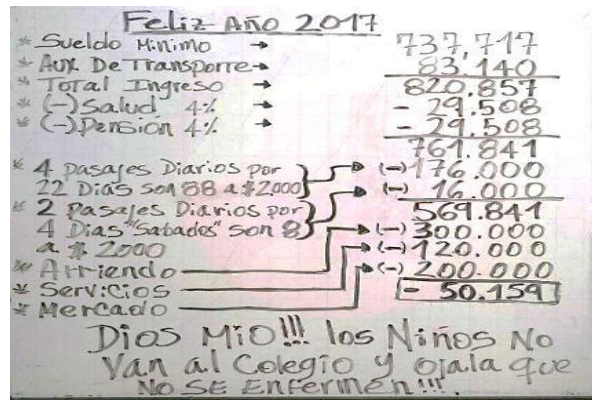 Feliz Año 2017
* Sueldo Minimo → 737,717
* Aux De Transporte → 83.140
* Total Ingreso → 820.857
* (-) Salud 4% → - 29.508
* (-) Pensión 4% → - 29.508
761.841
* 4 Pasajes Diarios Por (-) 176.000
22 Dias son 88 a $2000 (-) 16.000
* 2 Pasajes Diarios por 569.841
4 Dias "Sabados" son 8 (-) 300.000
a $ 2000 (-) 120.000
* Arriendo (-) 200.000
* Servicios - 50.159
* Mercado
Dios Mio!!! los Niños No
Van al Colegio y Ojala que
No SE Enfermen!!!.